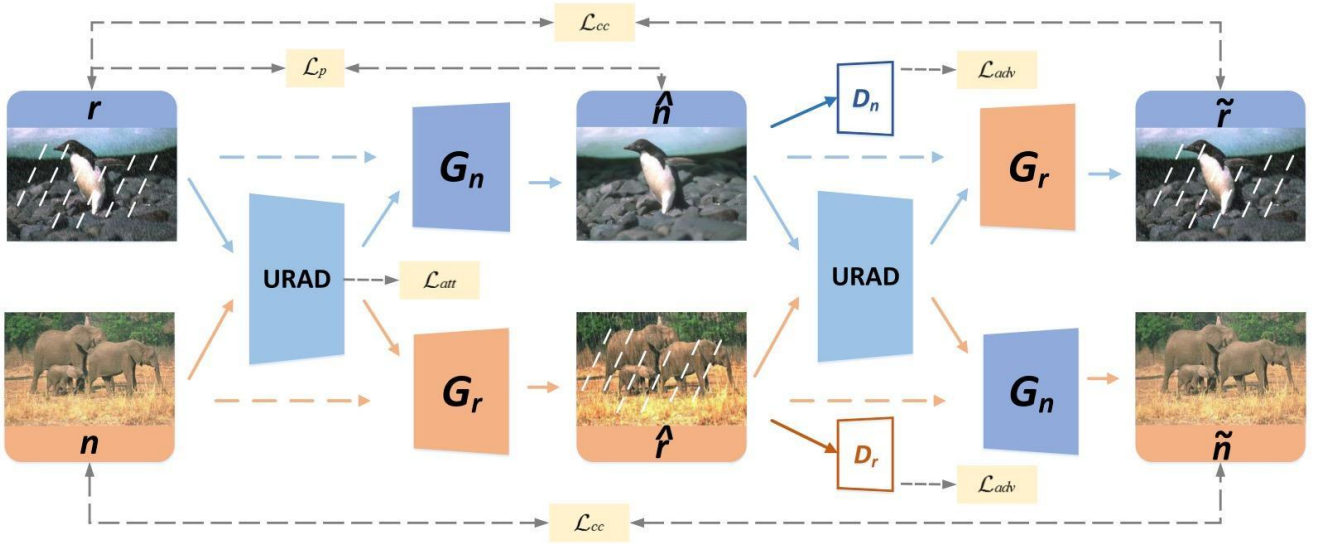 ℒcc
ℒp
ℒadv
r
n̂
Dn
r̃
Gn
Gr
URAD
ℒatt
URAD
Gr
Gn
n
r̂
Dr
ñ
ℒadv
ℒcc